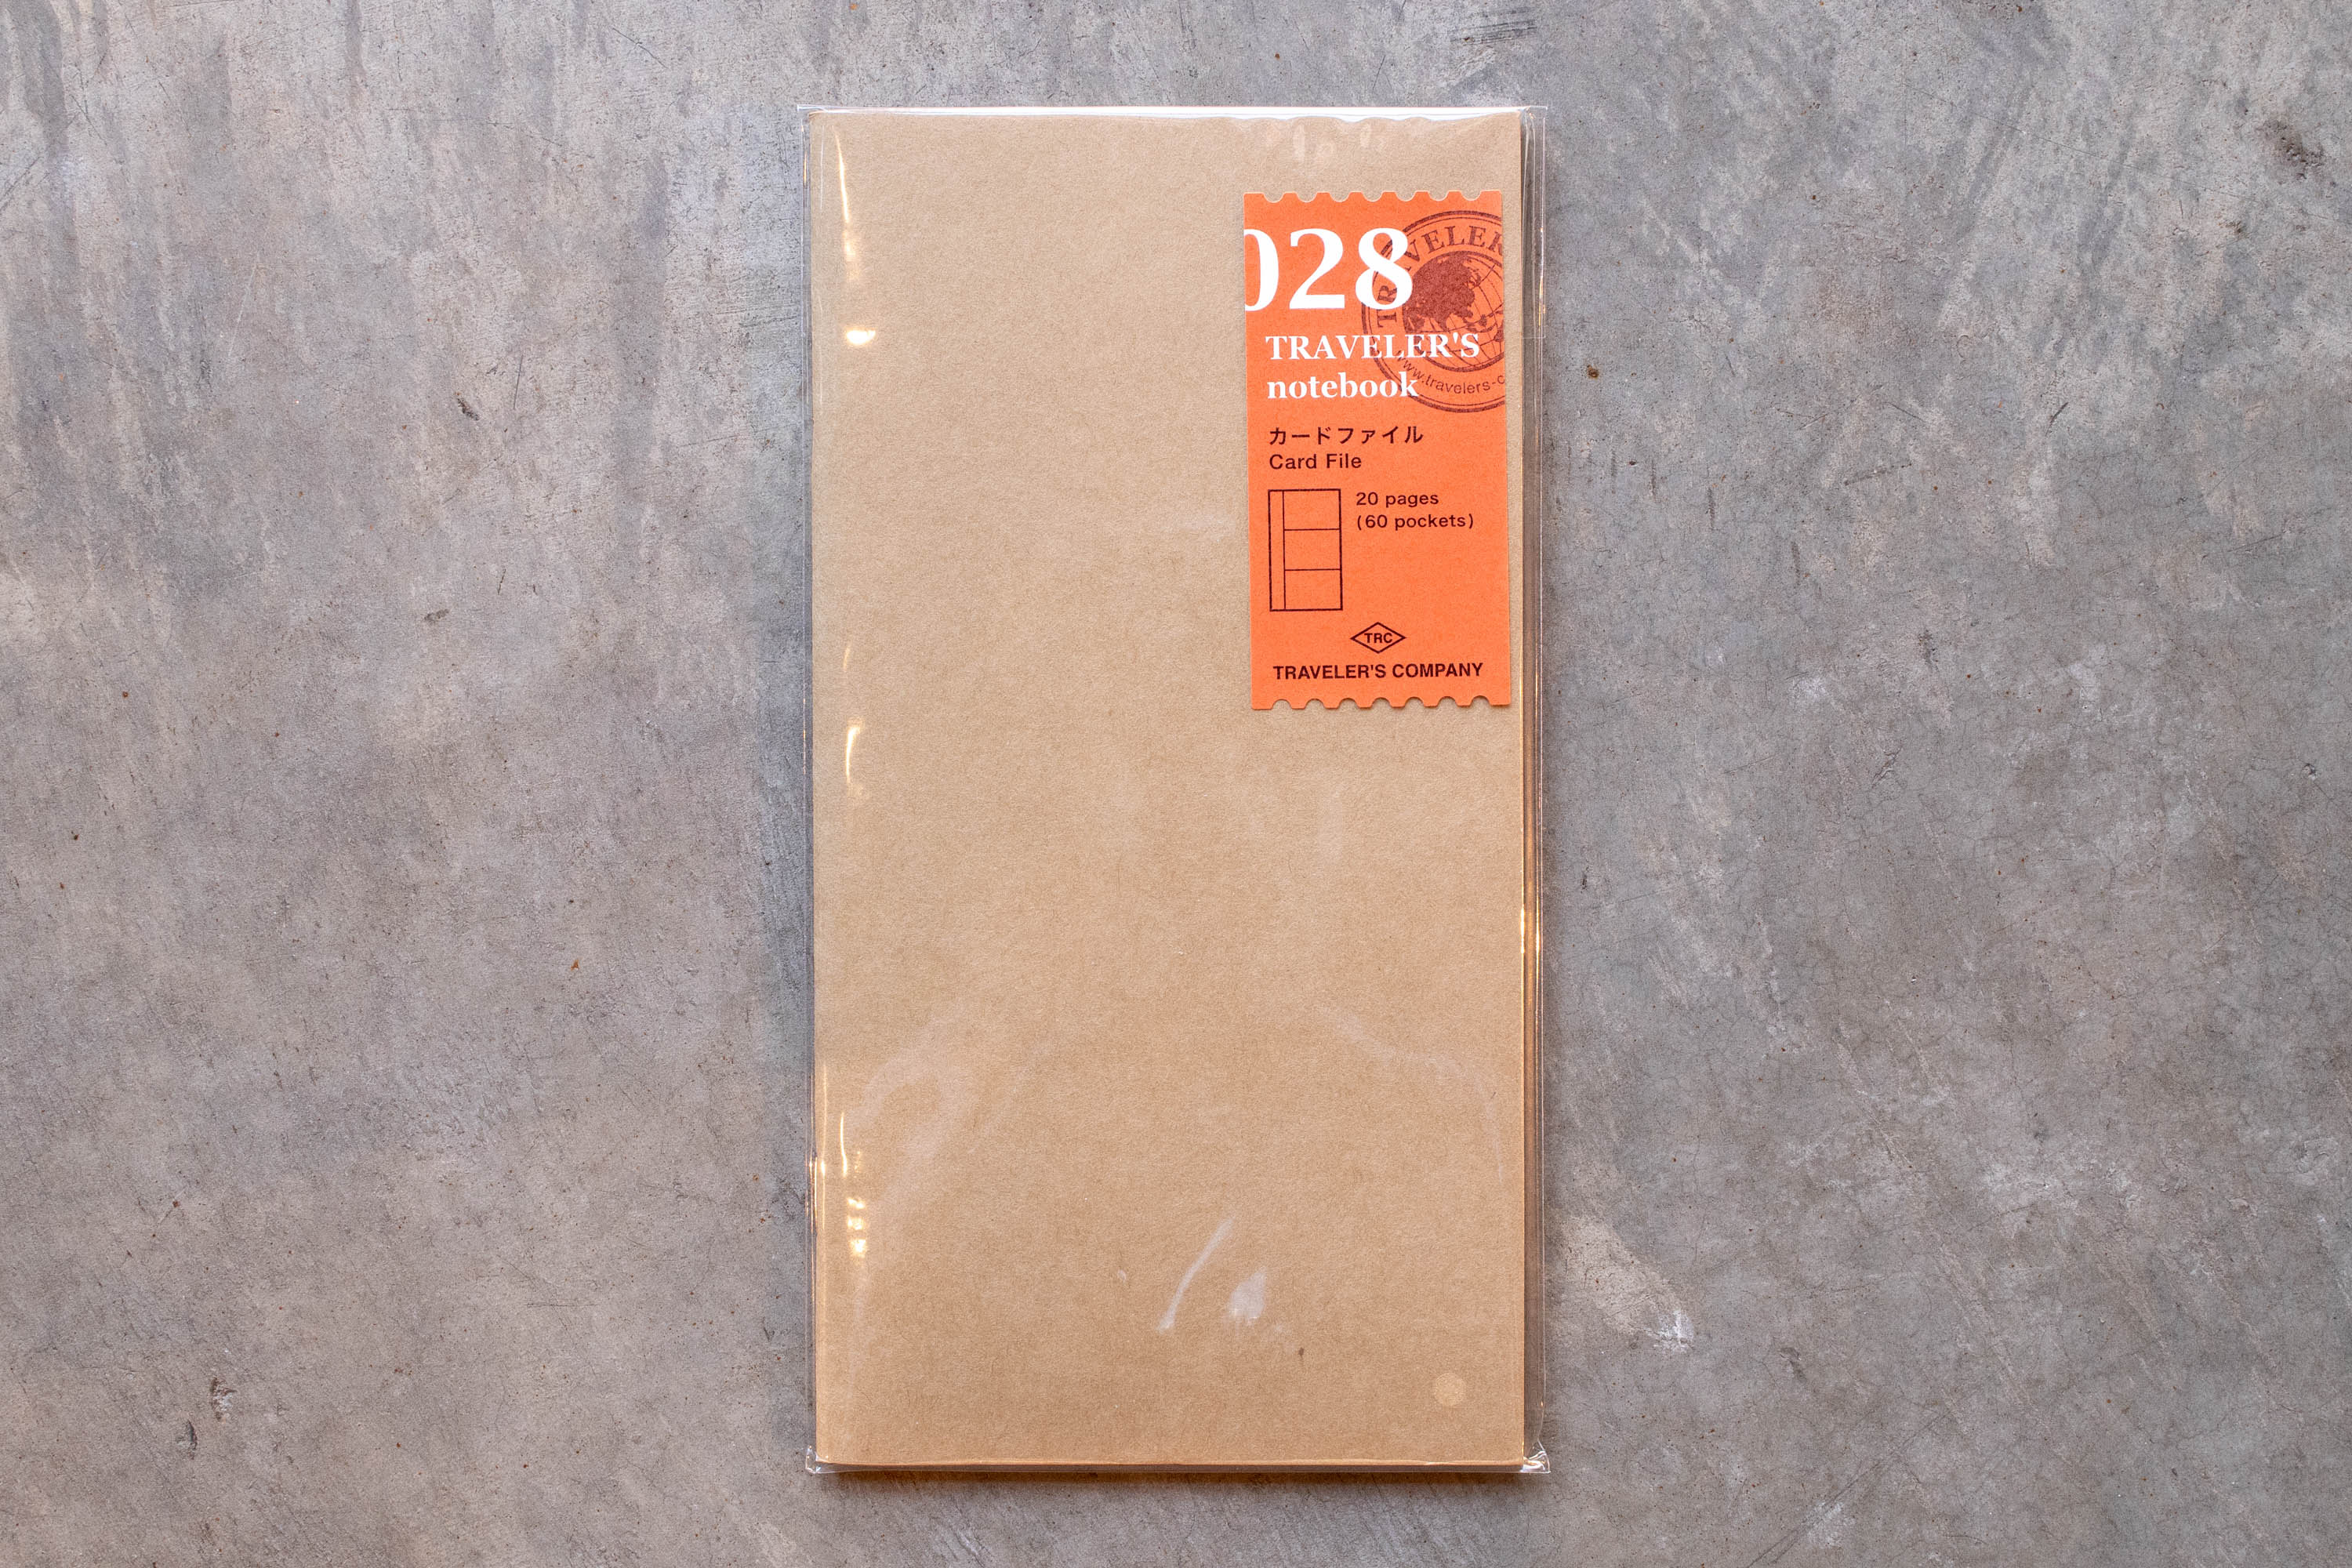 028
TRAVELER'S
notebook
カードファイル
Card File
20 pages
(60 pockets)
TRC
TRAVELER'S COMPANY